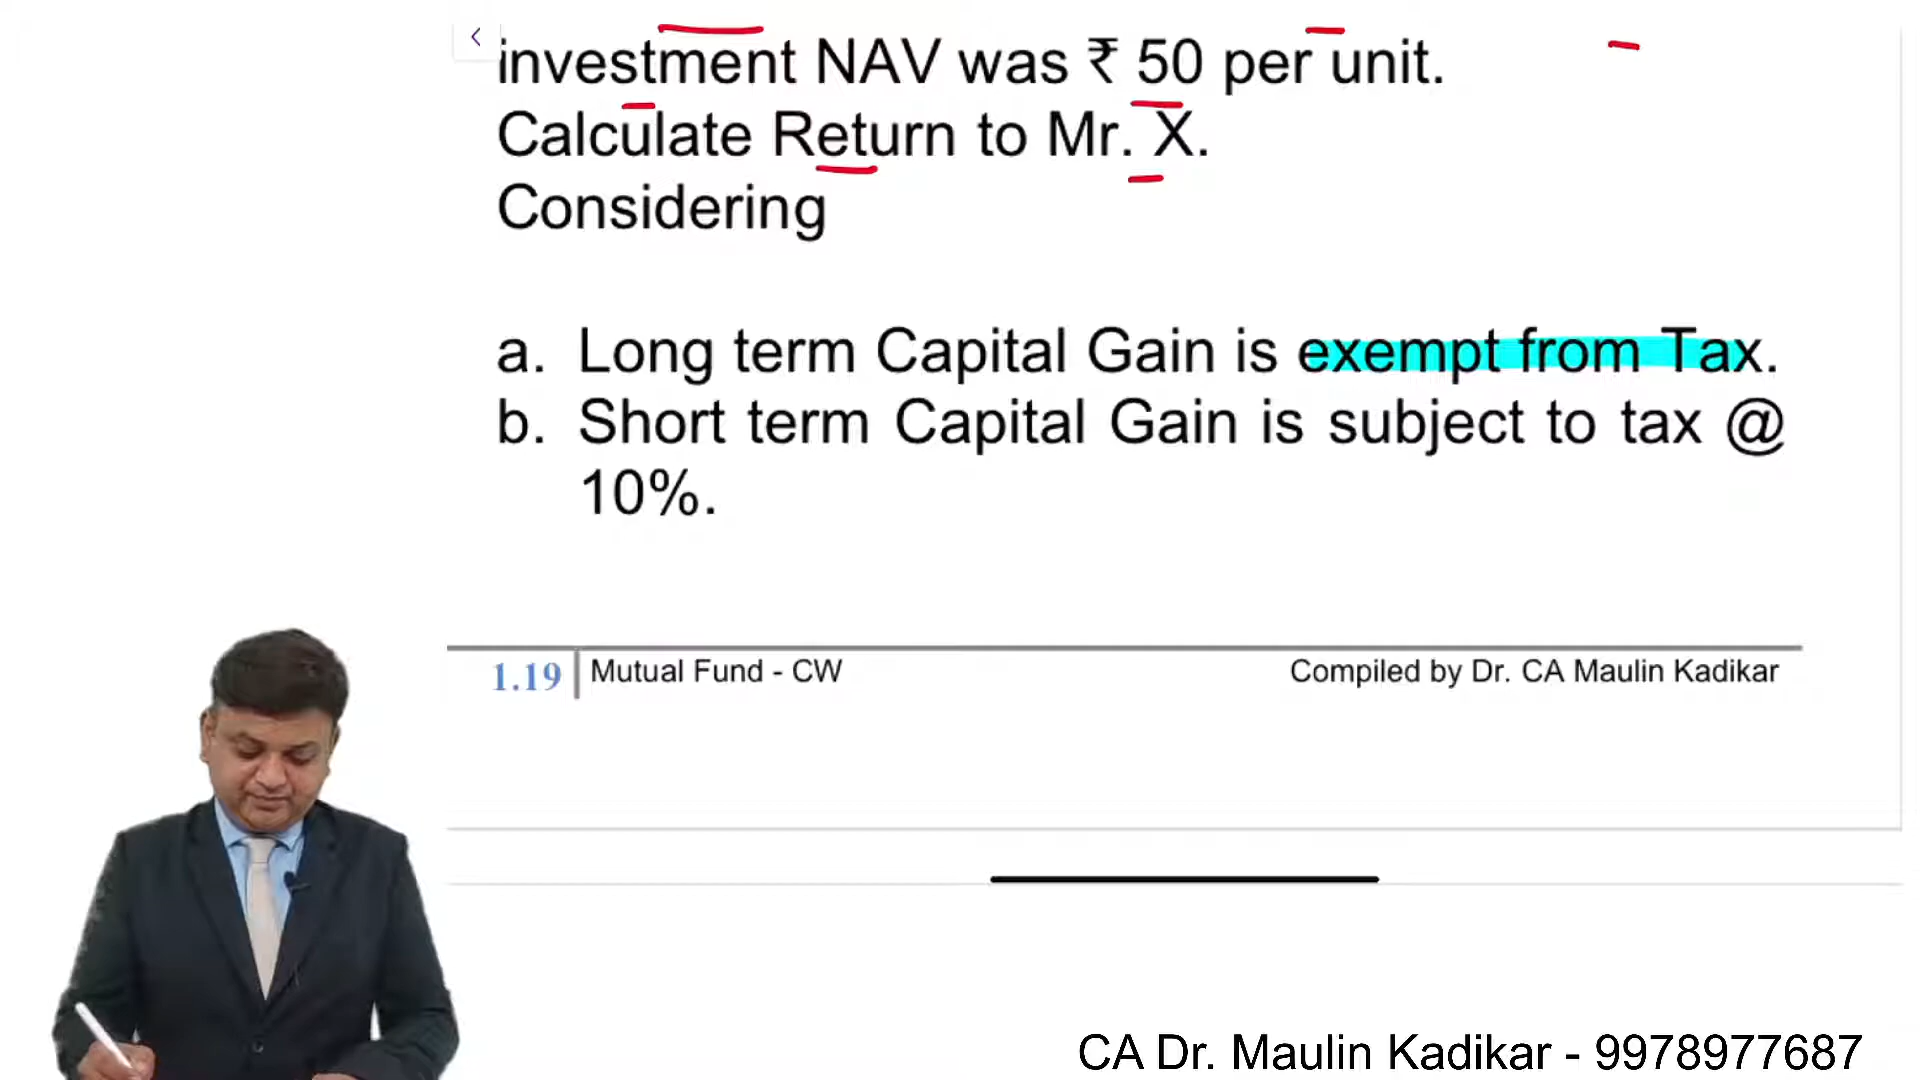 investment NAV was ₹ 50 per unit.
Calculate Return to Mr. X.
Considering
a. Long term Capital Gain is exempt from Tax.
b. Short term Capital Gain is subject to tax @
10%.
1.19 Mutual Fund - CW Compiled by Dr. CA Maulin Kadikar
CA Dr. Maulin Kadikar - 9978977687